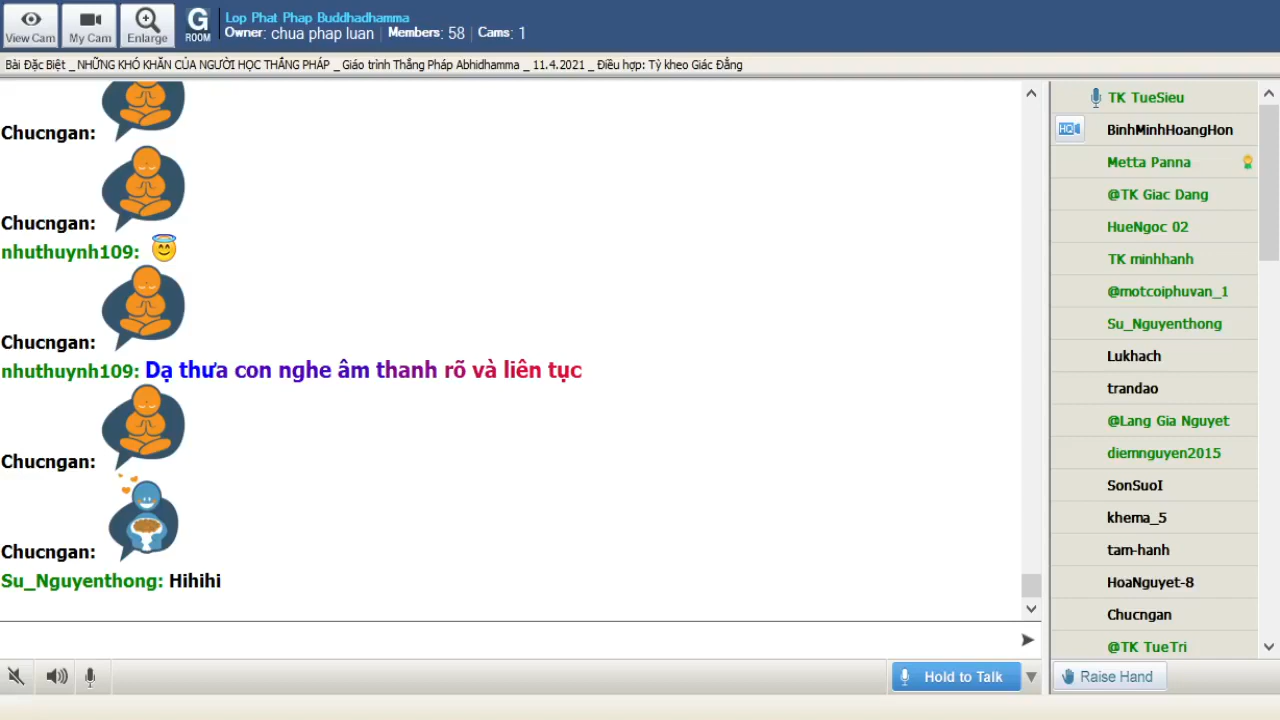 View Cam
My Cam
Enlarge
G ROOM
Lop Phat Phap Buddhadhamma
Owner: chua phap luan | Members: 58 | Cams: 1
Bài Đặc Biệt _ NHỮNG KHÓ KHĂN CỦA NGƯỜI HỌC THẮNG PHÁP _ Giáo trình Thắng Pháp Abhidhamma _ 11.4.2021 _ Điều hợp: Tỳ kheo Giác Đẳng
Chucngan:
Chucngan:
nhuthuynh109:
Chucngan:
nhuthuynh109: Dạ thưa con nghe âm thanh rõ và liên tục
Chucngan:
Chucngan:
Su_Nguyenthong: Hihihi
TK TueSieu
HQ
BinhMinhHoangHon
Metta Panna
@TK Giac Dang
HueNgoc 02
TK minhhanh
@motcoiphuvan_1
Su_Nguyenthong
Lukhach
trandao
@Lang Gia Nguyet
diemnguyen2015
SonSuoI
khema_5
tam-hanh
HoaNguyet-8
Chucngan
@TK TueTri
Hold to Talk
Raise Hand